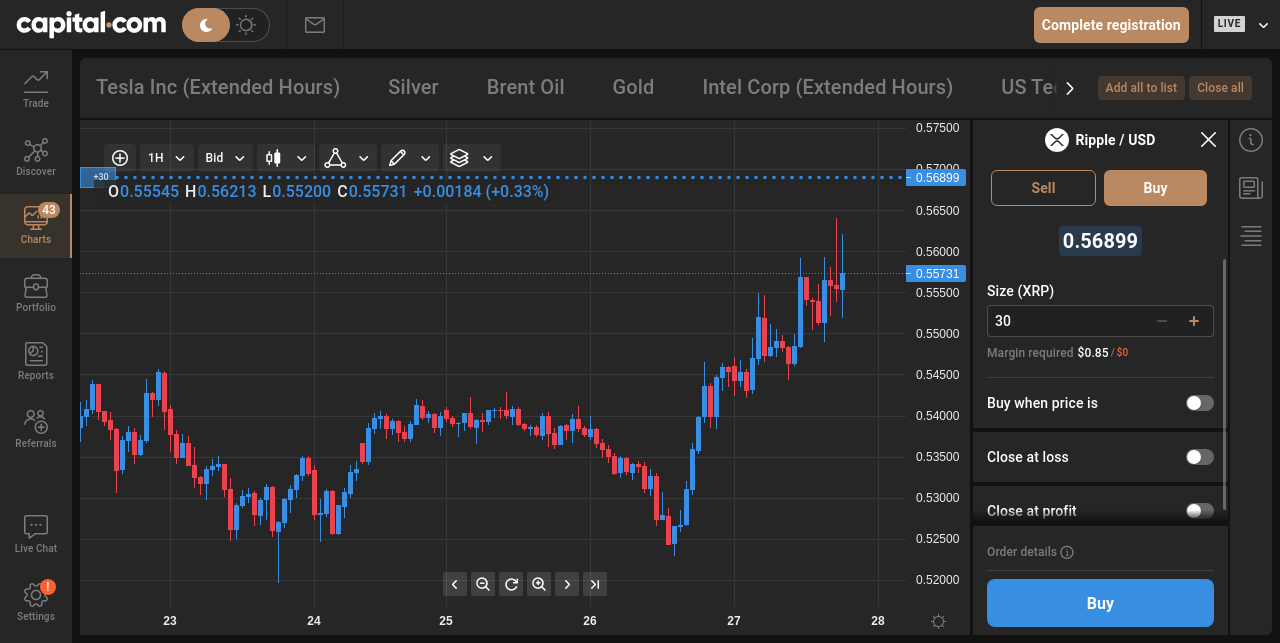 capital.com
Complete registration
LIVE
Trade
Discover
43
Charts
Portfolio
Reports
Referrals
Live Chat
!
Settings
Tesla Inc (Extended Hours) Silver Brent Oil Gold Intel Corp (Extended Hours) US Te
Add all to list
Close all
1H
Bid
+30
O0.55545 H0.56213 L0.55200 C0.55731 +0.00184 (+0.33%)
0.57500
0.57000
0.56899
0.56500
0.56000
0.55731
0.55500
0.55000
0.54500
0.54000
0.53500
0.53000
0.52500
0.52000
23 24 25 26 27 28
Ripple / USD
Sell
Buy
0.56899
Size (XRP)
30
Margin required $0.85 / $0
Buy when price is
Close at loss
Close at profit
Order details
Buy